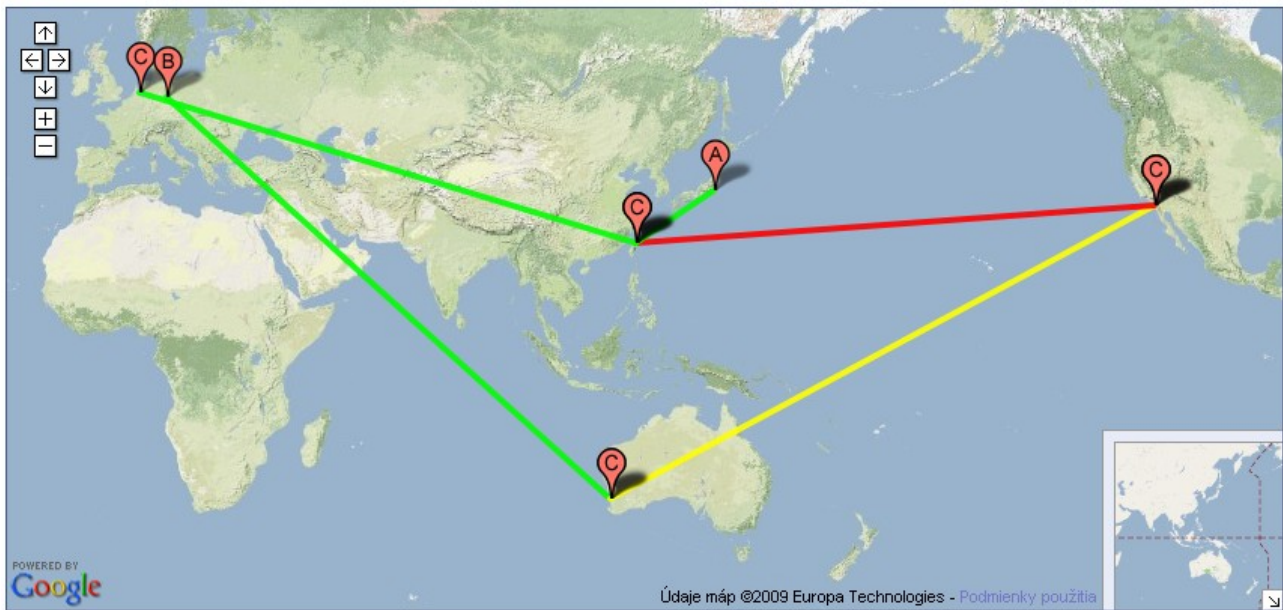 C
B
A
C
C
C
POWERED BY
Google
Údaje máp ©2009 Europa Technologies - Podmienky použitia